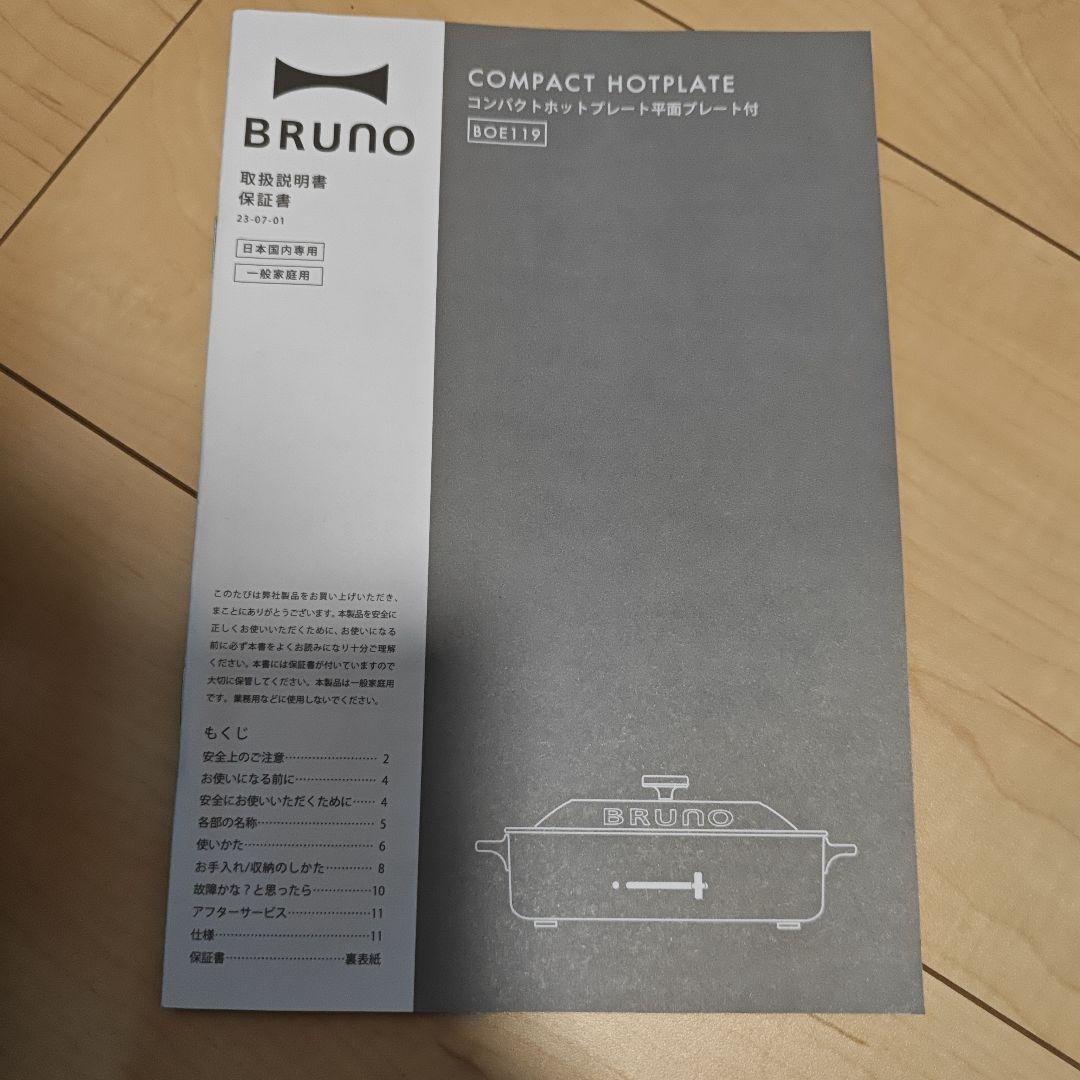 BRUNO
取扱説明書
保証書
23-07-01
日本国内専用
一般家庭用
COMPACT HOTPLATE
コンパクトホットプレート平面プレート付
BOE119
このたびは弊社製品をお買い上げいただき、
まことにありがとうございます。本製品を安全に
正しくお使いいただくために、お使いになる
前に必ず本書をよくお読みになり十分ご理解
ください。本書には保証書が付いていますので
大切に保管してください。本製品は一般家庭用
です。業務用などに使用しないでください。
もくじ
安全上のご注意…………………… 2
お使いになる前に………………… 4
安全にお使いいただくために…… 4
各部の名称………………………… 5
使いかた…………………………… 6
お手入れ/収納のしかた………… 8
故障かな？と思ったら……………10
アフターサービス…………………11
仕様…………………………………11
保証書…………………………裏表紙
BRUNO